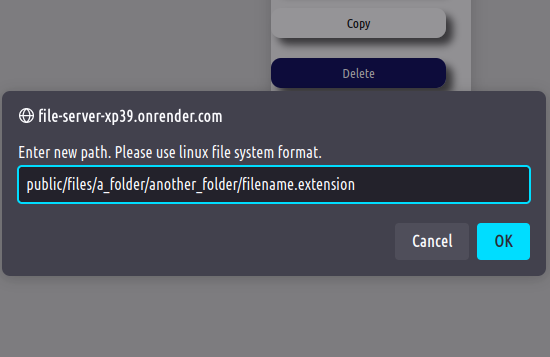 Copy
Delete
file-server-xp39.onrender.com
Enter new path. Please use linux file system format.
public/files/a_folder/another_folder/filename.extension
Cancel
OK